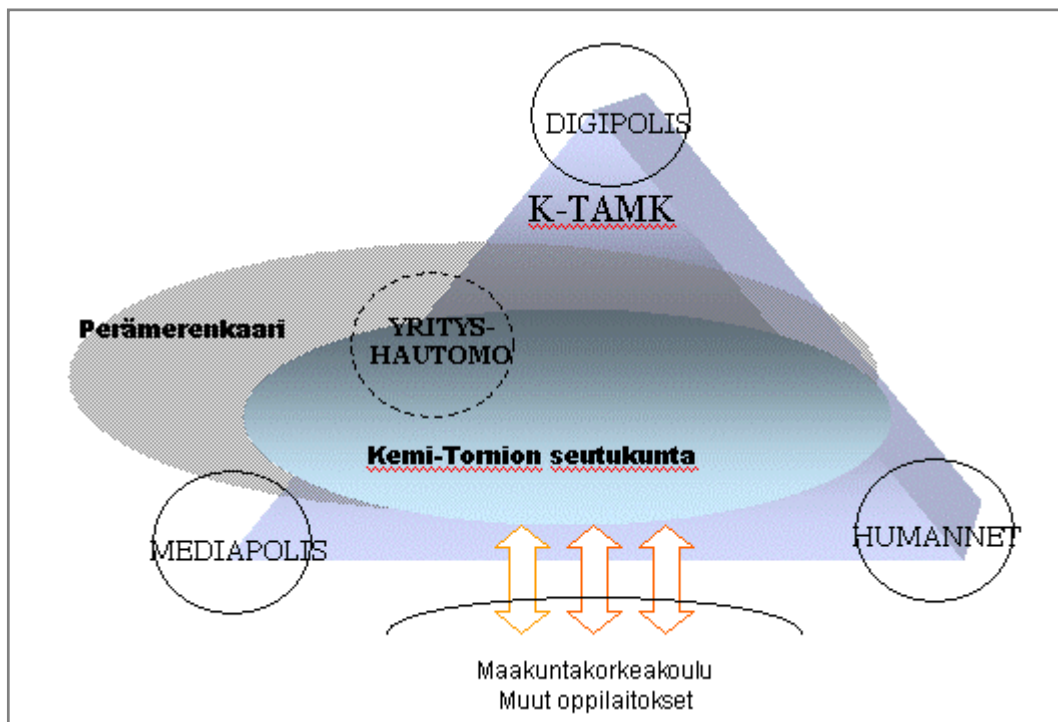 DIGIPOLIS
K-TAMK
Perämerenkaari
YRITYS-
HAUTOMO
Kemi-Tornion seutukunta
MEDIAPOLIS
HUMANNET
Maakuntakorkeakoulu
Muut oppilaitokset